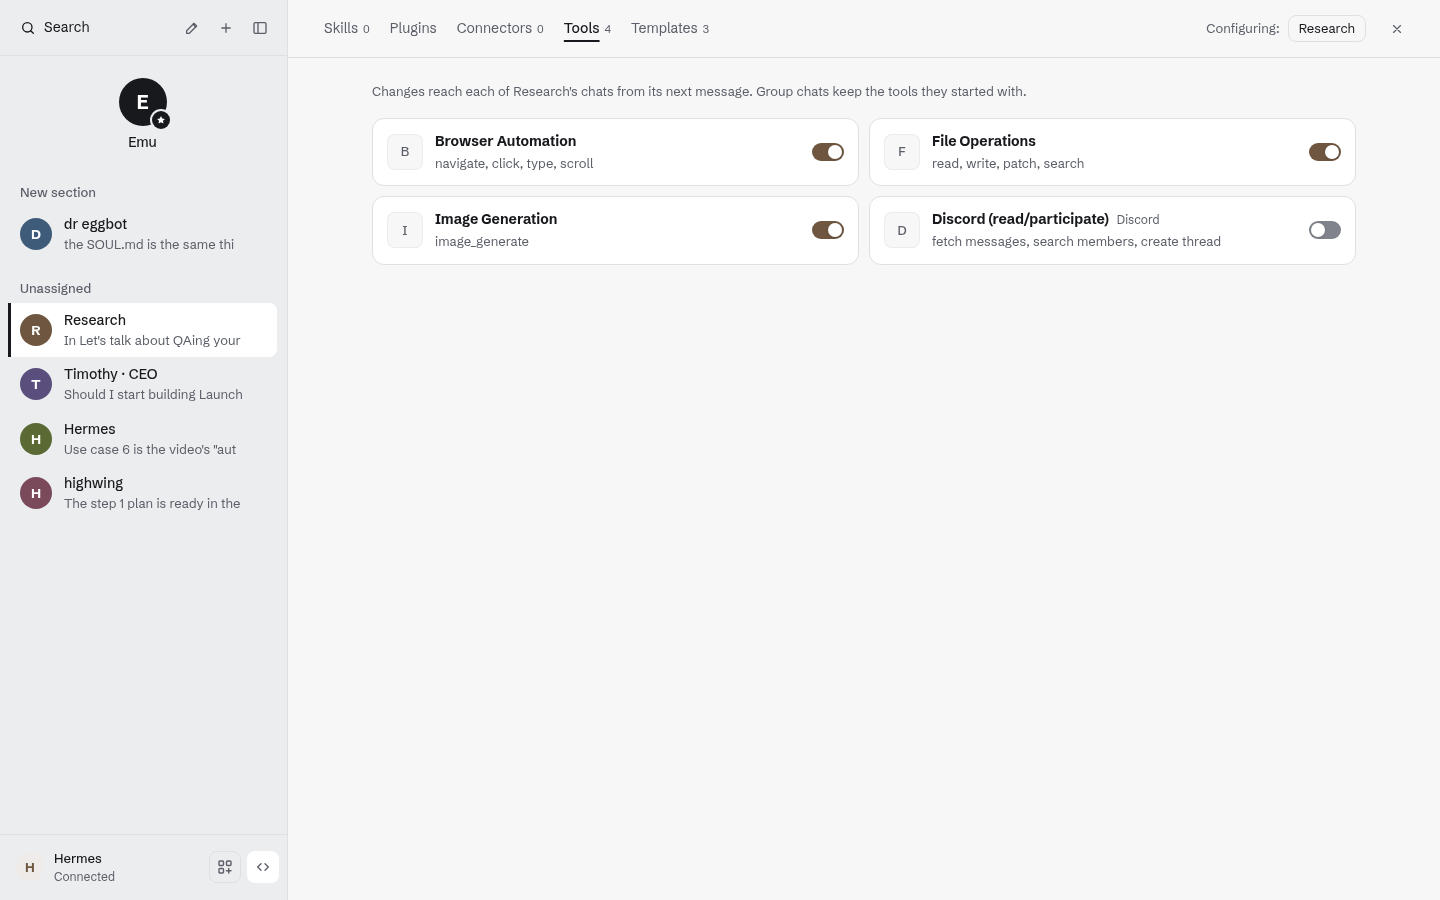 Search
E
Emu
New section
D
dr eggbot
the SOUL.md is the same thi
Unassigned
R
Research
In Let's talk about QAing your
T
Timothy · CEO
Should I start building Launch
H
Hermes
Use case 6 is the video's "aut
H
highwing
The step 1 plan is ready in the
H
Hermes
Connected
Skills 0 Plugins Connectors 0 Tools 4 Templates 3
Configuring: Research
Changes reach each of Research's chats from its next message. Group chats keep the tools they started with.
B
Browser Automation
navigate, click, type, scroll
F
File Operations
read, write, patch, search
I
Image Generation
image_generate
D
Discord (read/participate) Discord
fetch messages, search members, create thread